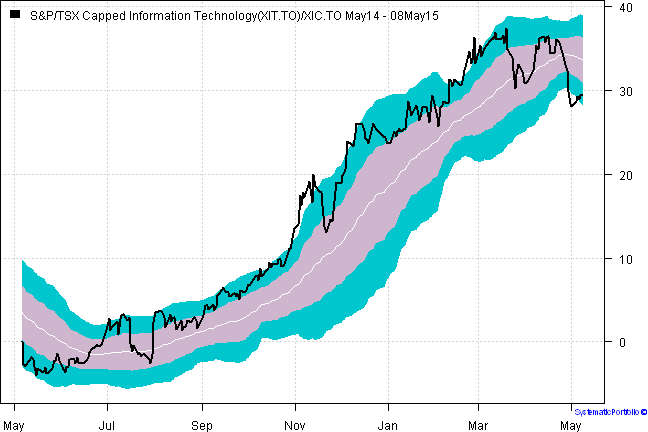 S&P/TSX Capped Information Technology(XIT.TO)/XIC.TO May14 - 08May15
40
30
20
10
0
SystematicPortfolio ©
May Jul Sep Nov Jan Mar May